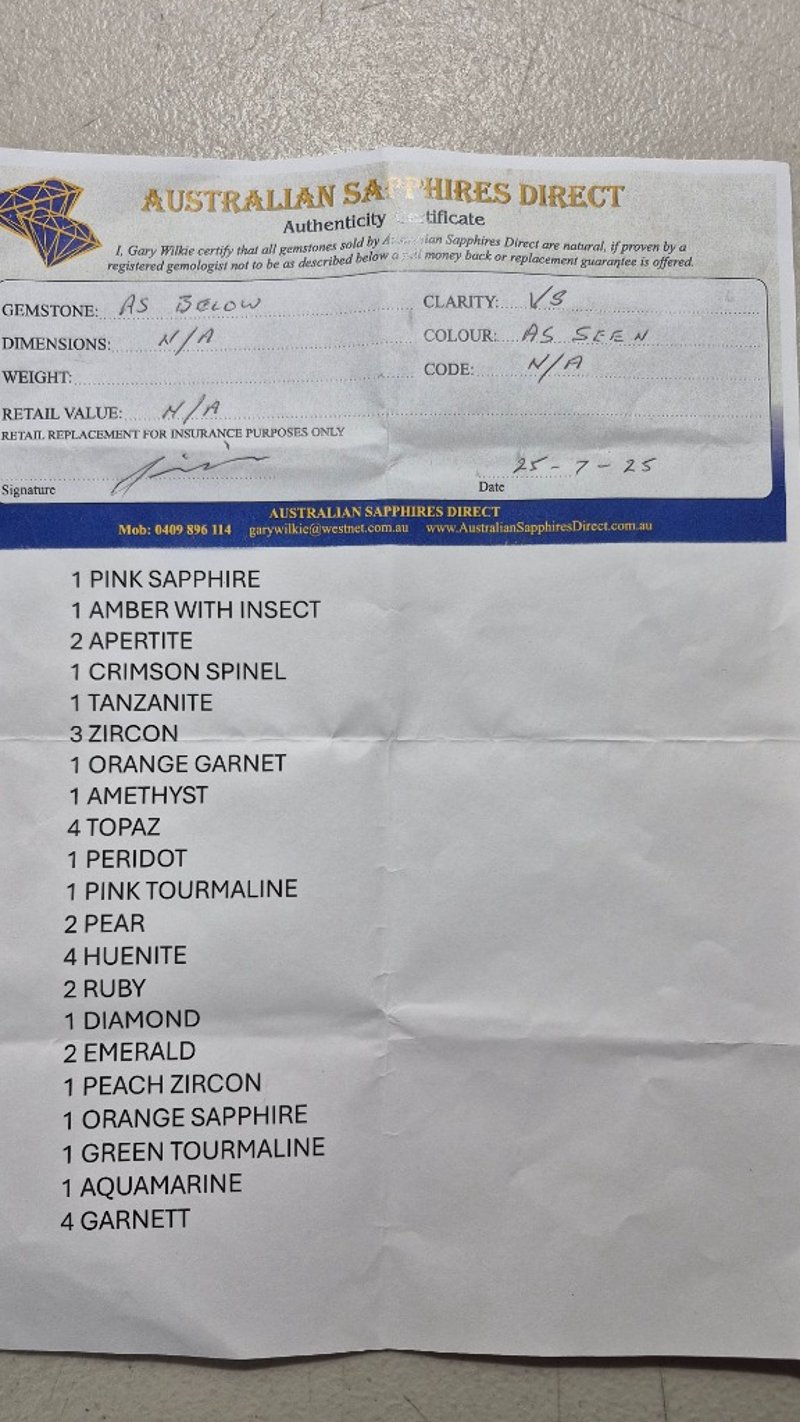 AUSTRALIAN SAPPHIRES DIRECT
Authenticity Certificate
I, Gary Wilkie certify that all gemstones sold by Australian Sapphires Direct are natural, if proven by a
registered gemologist not to be as described below a full money back or replacement guarantee is offered.
GEMSTONE: AS BELOW
CLARITY: VS
DIMENSIONS: N/A
COLOUR: AS SEEN
WEIGHT:
CODE: N/A
RETAIL VALUE: N/A
RETAIL REPLACEMENT FOR INSURANCE PURPOSES ONLY
25-7-25
Signature
Date
AUSTRALIAN SAPPHIRES DIRECT
Mob: 0409 896 114 garywilkie@westnet.com.au www.AustralianSapphiresDirect.com.au
1 PINK SAPPHIRE
1 AMBER WITH INSECT
2 APERTITE
1 CRIMSON SPINEL
1 TANZANITE
3 ZIRCON
1 ORANGE GARNET
1 AMETHYST
4 TOPAZ
1 PERIDOT
1 PINK TOURMALINE
2 PEAR
4 HUENITE
2 RUBY
1 DIAMOND
2 EMERALD
1 PEACH ZIRCON
1 ORANGE SAPPHIRE
1 GREEN TOURMALINE
1 AQUAMARINE
4 GARNETT